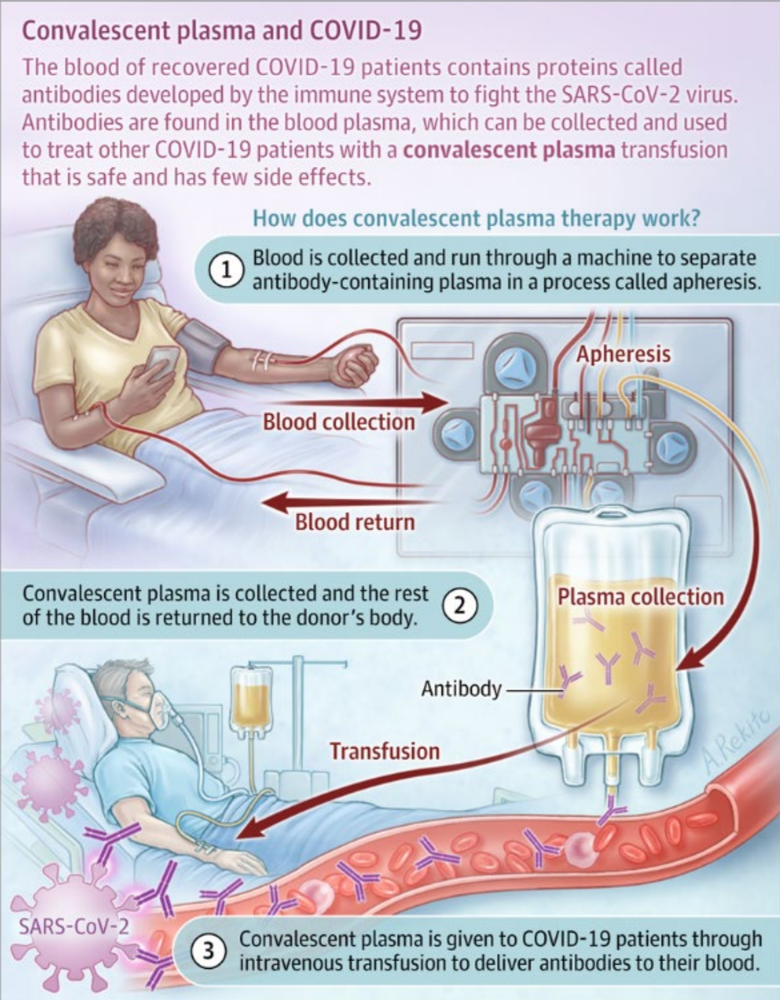 Convalescent plasma and COVID-19
The blood of recovered COVID-19 patients contains proteins called
antibodies developed by the immune system to fight the SARS-CoV-2 virus.
Antibodies are found in the blood plasma, which can be collected and used
to treat other COVID-19 patients with a convalescent plasma transfusion
that is safe and has few side effects.
How does convalescent plasma therapy work?
1
Blood is collected and run through a machine to separate
antibody-containing plasma in a process called apheresis.
Apheresis
Blood collection
Blood return
Convalescent plasma is collected and the rest
of the blood is returned to the donor's body.
2
Plasma collection
Antibody
Transfusion
A.Rekito
SARS-CoV-2
3
Convalescent plasma is given to COVID-19 patients through
intravenous transfusion to deliver antibodies to their blood.